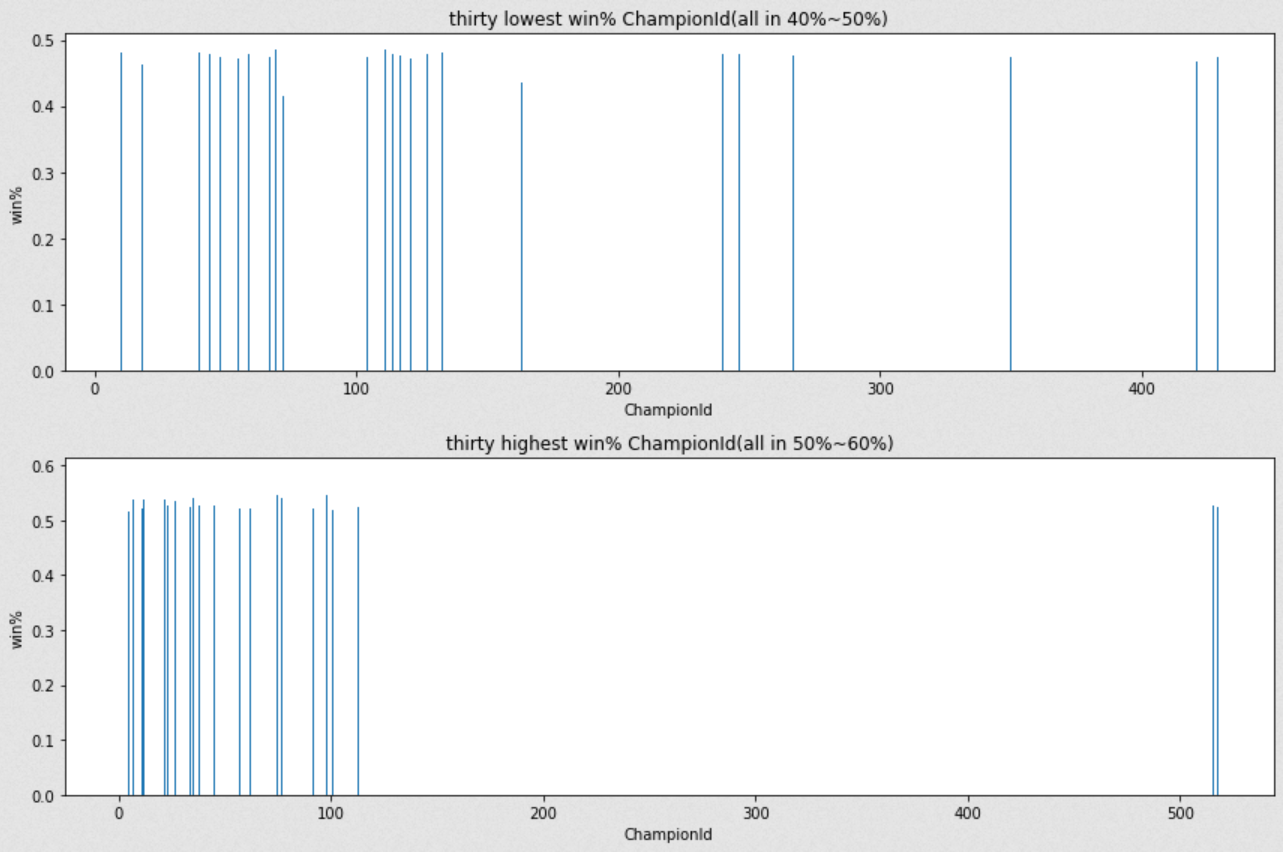 thirty lowest win% ChampionId(all in 40%~50%)
0.5
0.4
0.3
0.2
0.1
0.0
win%
0 100 200 300 400
ChampionId
thirty highest win% ChampionId(all in 50%~60%)
0.6
0.5
0.4
0.3
0.2
0.1
0.0
win%
0 100 200 300 400 500
ChampionId